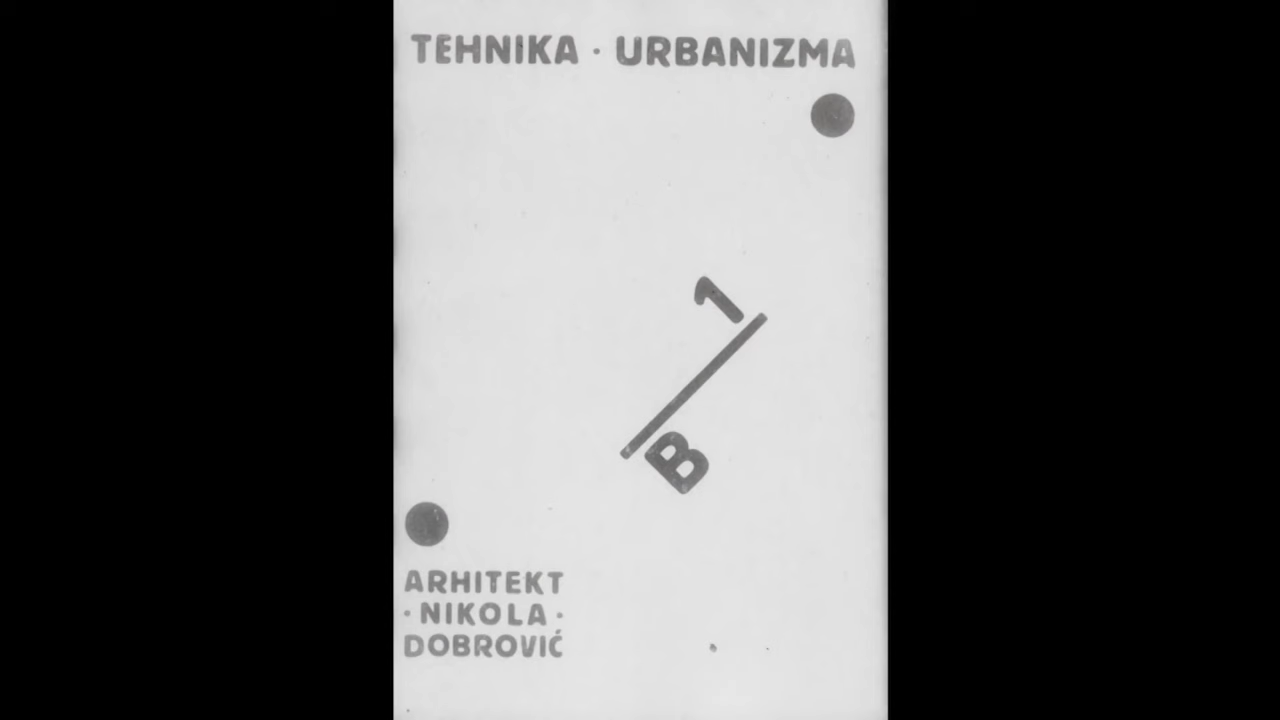 TEHNIKA · URBANIZMA
1
B
ARHITEKT
· NIKOLA ·
DOBROVIĆ